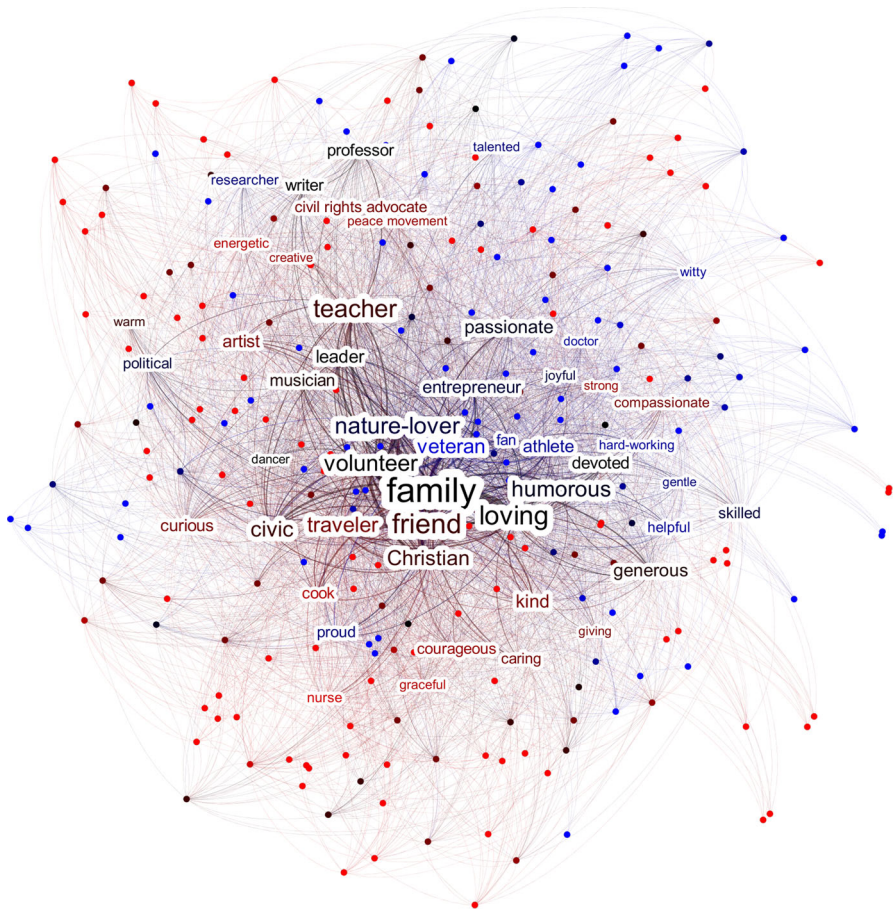 talented
professor
researcher
writer
civil rights advocate
peace movement
energetic
creative
witty
teacher
warm
passionate
artist
doctor
leader
political
joyful
musician
entrepreneur
strong
compassionate
nature-lover
veteran
fan
athlete
hard-working
dancer
volunteer
devoted
family
humorous
gentle
loving
skilled
curious
civic
traveler
friend
helpful
Christian
generous
cook
kind
proud
giving
courageous
caring
graceful
nurse